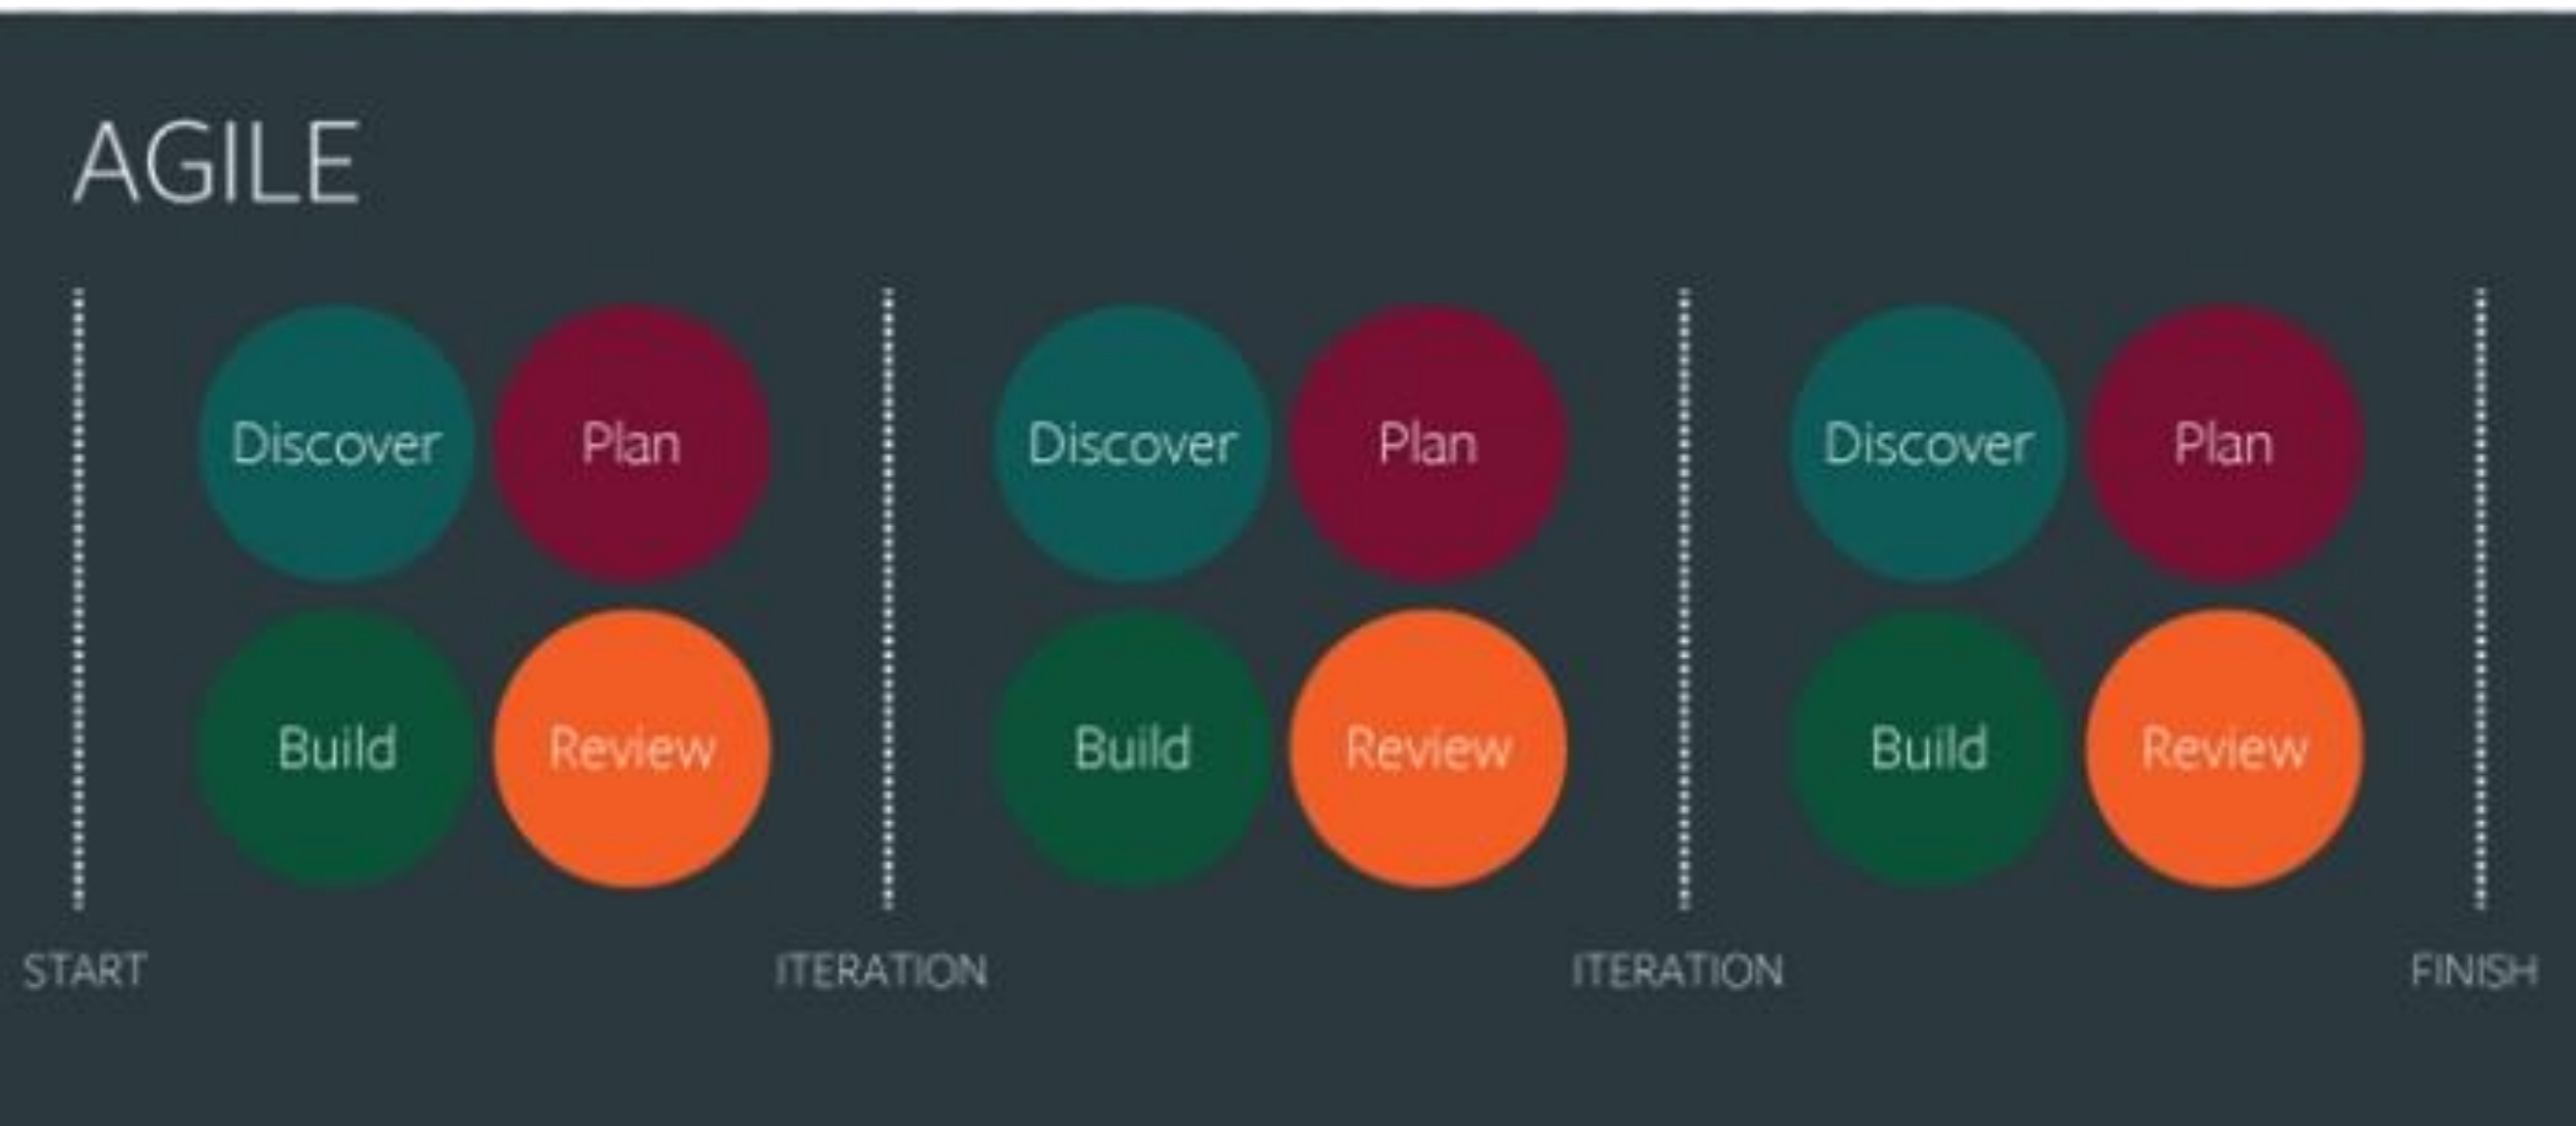 AGILE
Discover Plan Discover Plan Discover Plan
Build Review Build Review Build Review
START ITERATION ITERATION FINISH